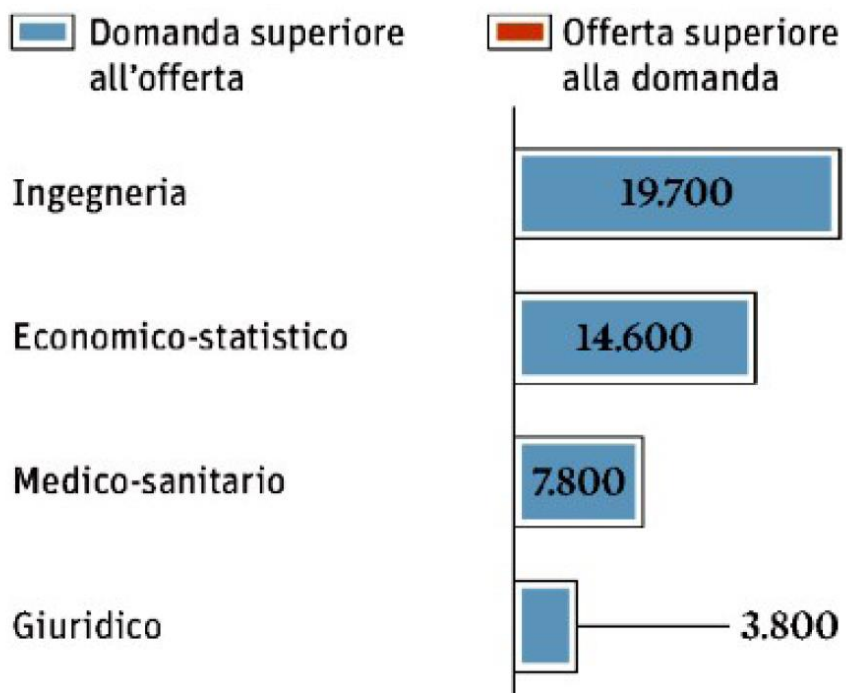 Domanda superiore
all'offerta
Offerta superiore
alla domanda
Ingegneria
19.700
Economico-statistico
14.600
Medico-sanitario
7.800
Giuridico
3.800